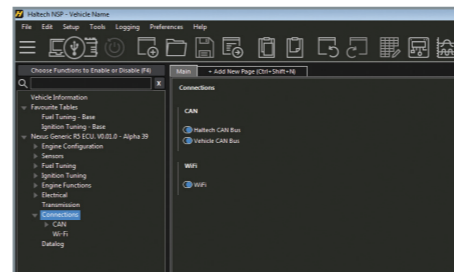 Haltech NSP - Vehicle Name
File Edit Setup Tools Logging Preferences Help
Choose Functions to Enable or Disable (F4)
x
Vehicle Information
Favourite Tables
Fuel Tuning - Base
Ignition Tuning - Base
Nexus Generic R5 ECU. V0.01.0 - Alpha 39
Engine Configuration
Sensors
Fuel Tuning
Ignition Tuning
Engine Functions
Electrical
Transmission
Connections
CAN
Wi-Fi
Datalog
Main + Add New Page (Ctrl+Shift+N)
Connections
CAN
Haltech CAN Bus
Vehicle CAN Bus
WiFi
WiFi